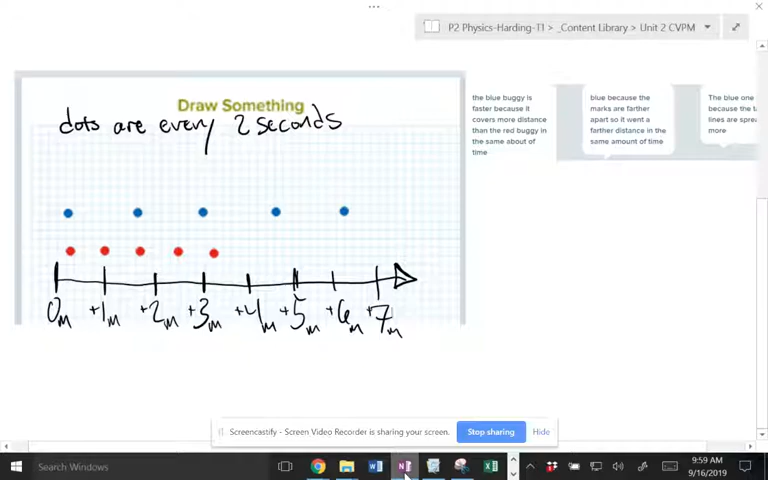 P2 Physics-Harding-T1 > _Content Library > Unit 2 CVPM
Draw Something
dots are every 2 seconds
0m +1m +2m +3m +4m +5m +6m +7m
the blue buggy is
faster because it
covers more distance
than the red buggy in
the same about of
time
blue because the
marks are farther
apart so it went a
farther distance in the
same amount of time
The blue one
because the
lines are
more
Screencastify - Screen Video Recorder is sharing your screen.
Stop sharing
Hide
Search Windows
9:59 AM
9/16/2019